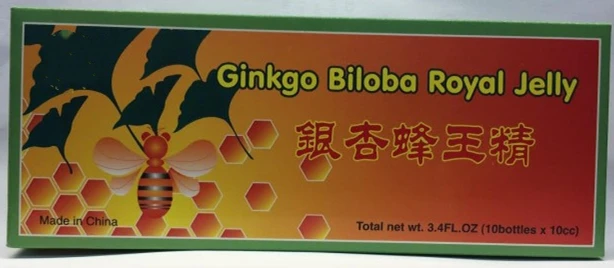 Ginkgo Biloba Royal Jelly
銀杏蜂王精
Made in China
Total net wt. 3.4FL.OZ (10bottles x 10cc)